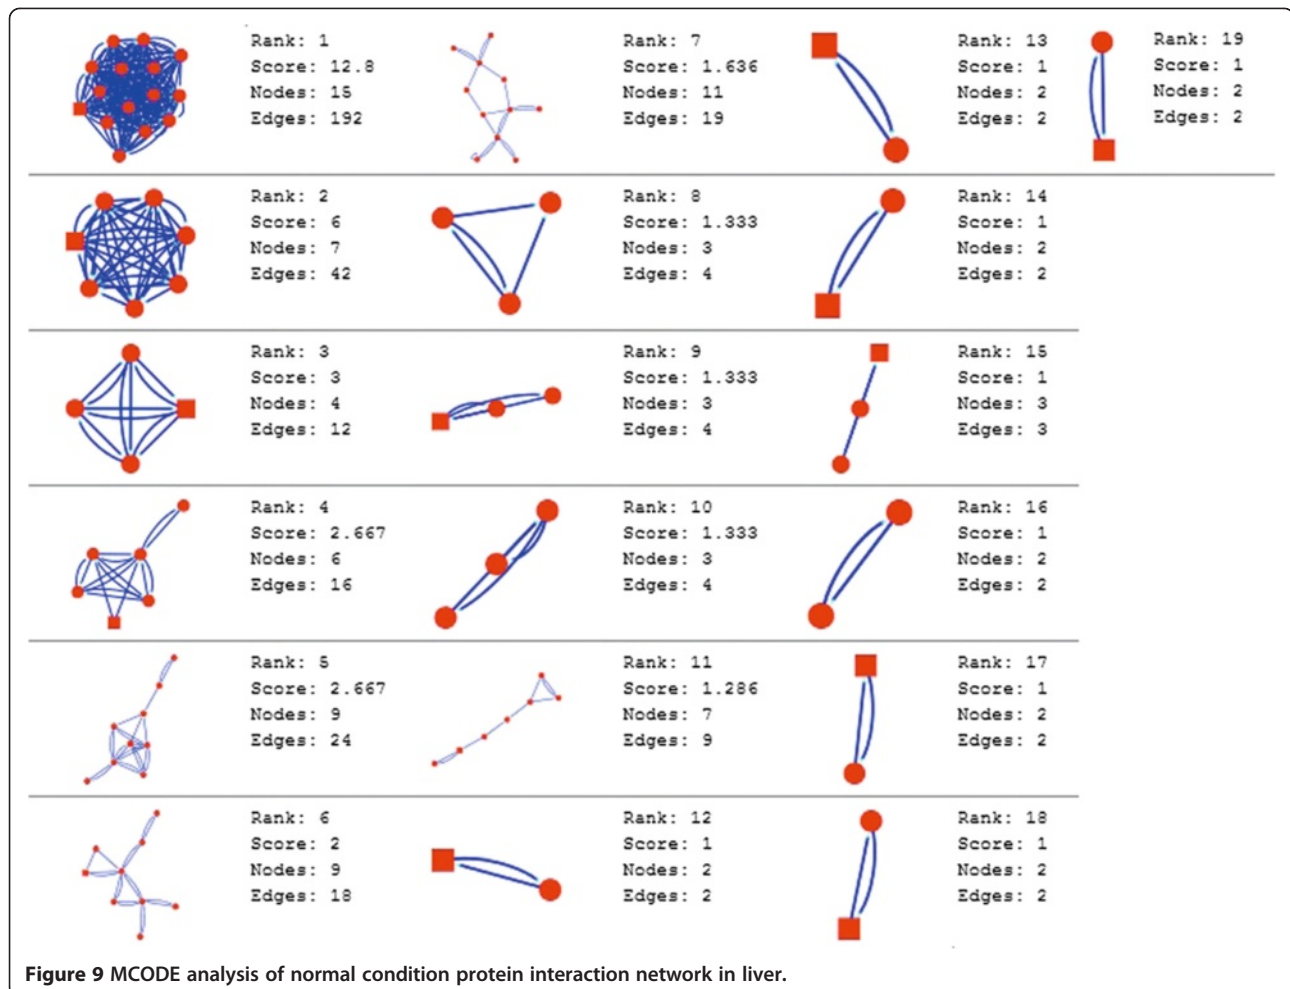 Rank: 1
Score: 12.8
Nodes: 15
Edges: 192
Rank: 7
Score: 1.636
Nodes: 11
Edges: 19
Rank: 13
Score: 1
Nodes: 2
Edges: 2
Rank: 19
Score: 1
Nodes: 2
Edges: 2
Rank: 2
Score: 6
Nodes: 7
Edges: 42
Rank: 8
Score: 1.333
Nodes: 3
Edges: 4
Rank: 14
Score: 1
Nodes: 2
Edges: 2
Rank: 3
Score: 3
Nodes: 4
Edges: 12
Rank: 9
Score: 1.333
Nodes: 3
Edges: 4
Rank: 15
Score: 1
Nodes: 3
Edges: 3
Rank: 4
Score: 2.667
Nodes: 6
Edges: 16
Rank: 10
Score: 1.333
Nodes: 3
Edges: 4
Rank: 16
Score: 1
Nodes: 2
Edges: 2
Rank: 5
Score: 2.667
Nodes: 9
Edges: 24
Rank: 11
Score: 1.286
Nodes: 7
Edges: 9
Rank: 17
Score: 1
Nodes: 2
Edges: 2
Rank: 6
Score: 2
Nodes: 9
Edges: 18
Rank: 12
Score: 1
Nodes: 2
Edges: 2
Rank: 18
Score: 1
Nodes: 2
Edges: 2
Figure 9 MCODE analysis of normal condition protein interaction network in liver.